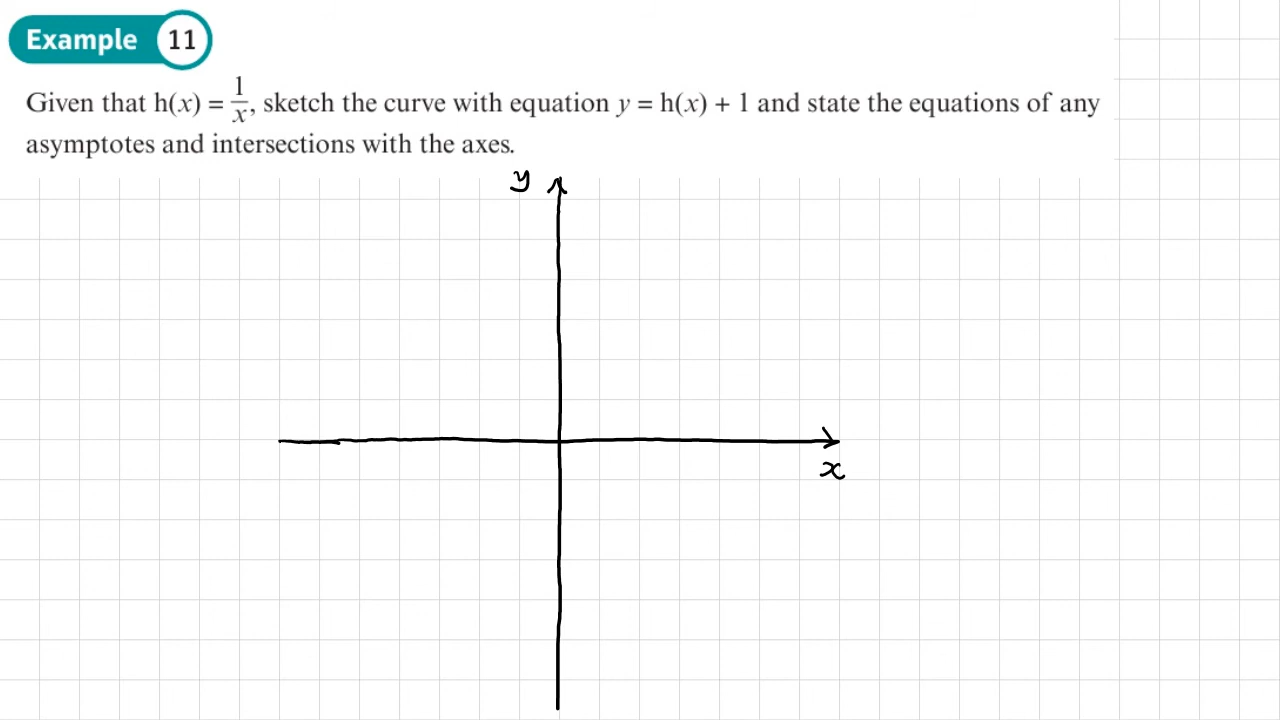 Example 11
Given that h(x) = 1/x, sketch the curve with equation y = h(x) + 1 and state the equations of any
asymptotes and intersections with the axes.
y
x